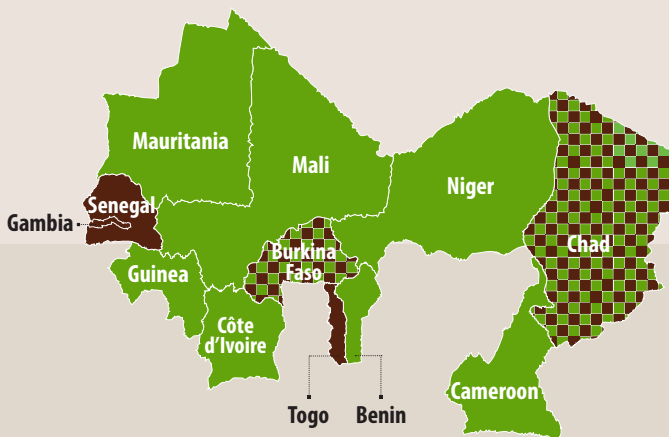 Mauritania
Mali
Niger
Senegal
Gambia
Chad
Burkina
Faso
Guinea
Côte
d'Ivoire
Cameroon
Togo
Benin